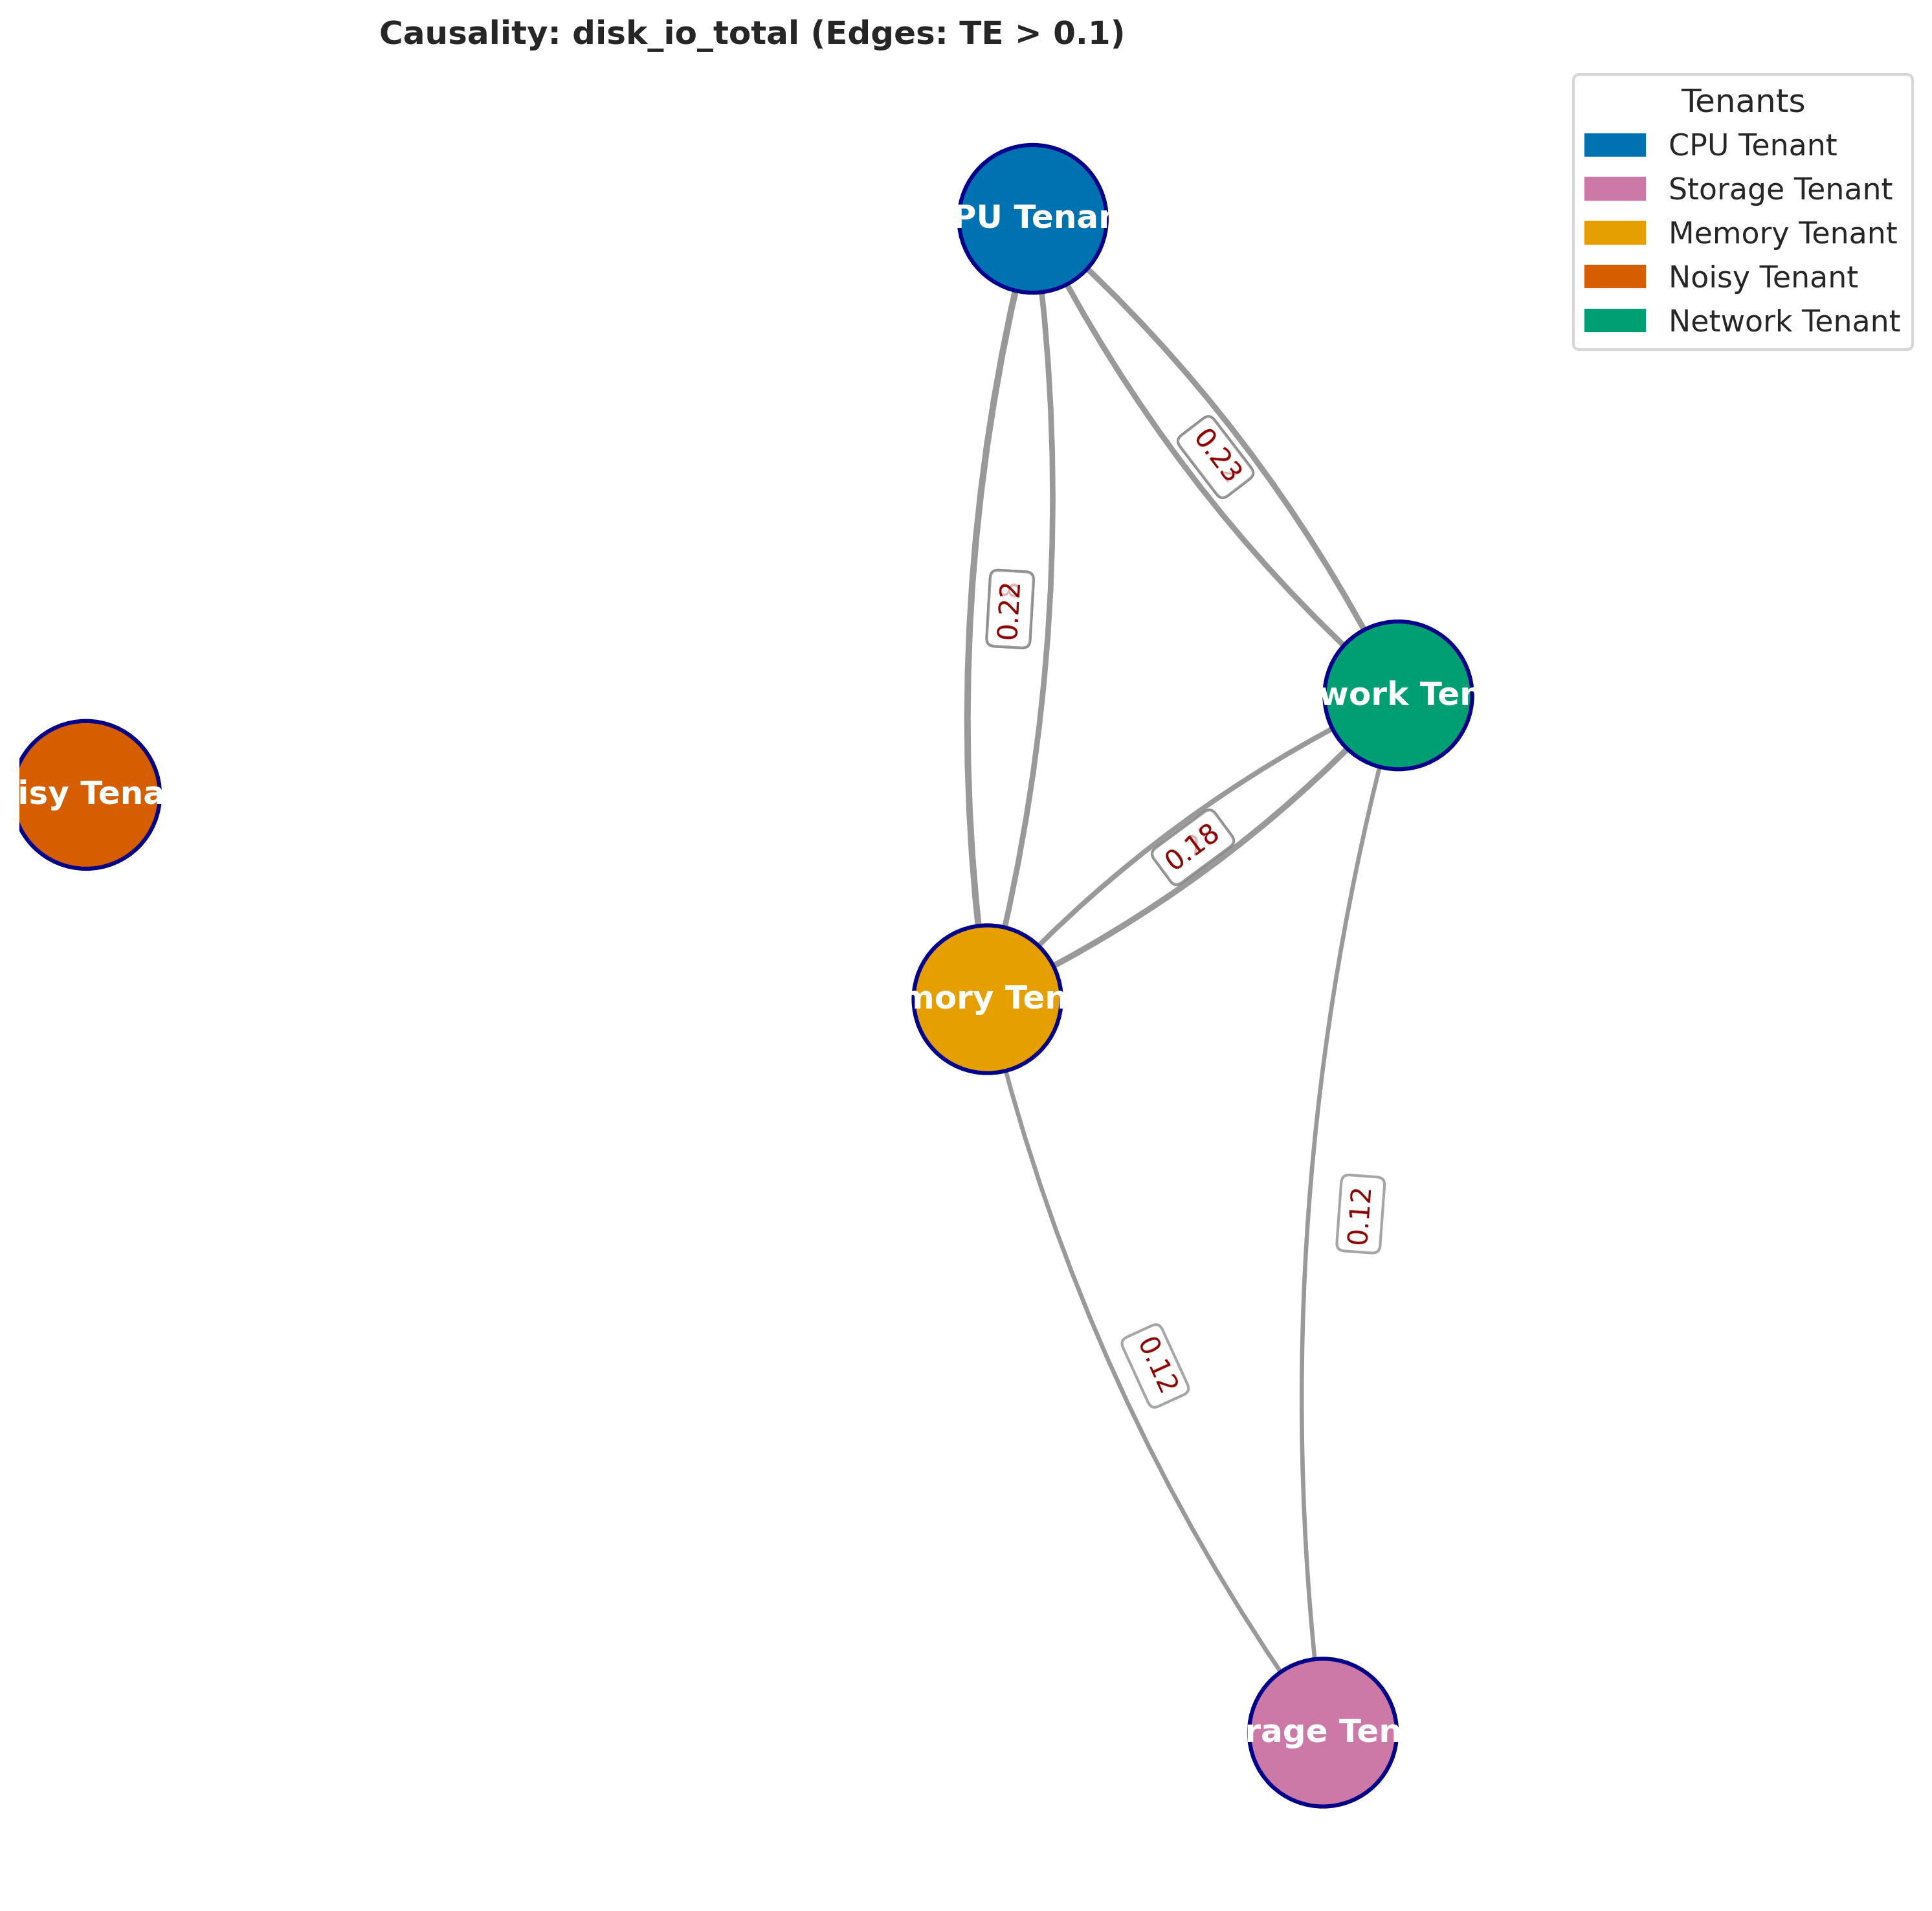 Causality: disk_io_total (Edges: TE > 0.1)
Tenants
CPU Tenant
Storage Tenant
Memory Tenant
Noisy Tenant
Network Tenant
PU Tenan
0.23
0.22
work Ten
isy Tena
0.18
mory Ten
0.12
0.12
rage Ten